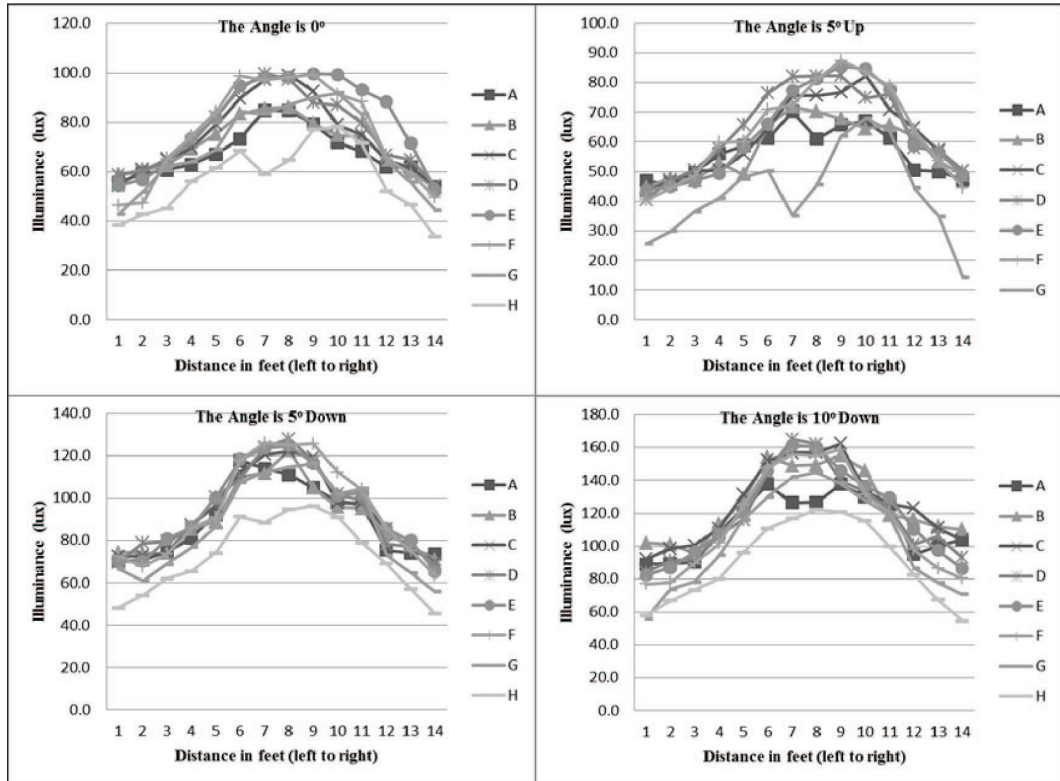 The Angle is 0º
Illuminance (lux)
120.0
100.0
80.0
60.0
40.0
20.0
0.0
1 2 3 4 5 6 7 8 9 10 11 12 13 14
Distance in feet (left to right)
A
B
C
D
E
F
G
H
The Angle is 5º Up
Illuminance (lux)
100.0
90.0
80.0
70.0
60.0
50.0
40.0
30.0
20.0
10.0
0.0
1 2 3 4 5 6 7 8 9 10 11 12 13 14
Distance in feet (left to right)
A
B
C
D
E
F
G
The Angle is 5º Down
Illuminance (lux)
140.0
120.0
100.0
80.0
60.0
40.0
20.0
0.0
1 2 3 4 5 6 7 8 9 10 11 12 13 14
Distance in feet (left to right)
A
B
C
D
E
F
G
H
The Angle is 10º Down
Illuminance (lux)
180.0
160.0
140.0
120.0
100.0
80.0
60.0
40.0
20.0
0.0
1 2 3 4 5 6 7 8 9 10 11 12 13 14
Distance in feet (left to right)
A
B
C
D
E
F
G
H